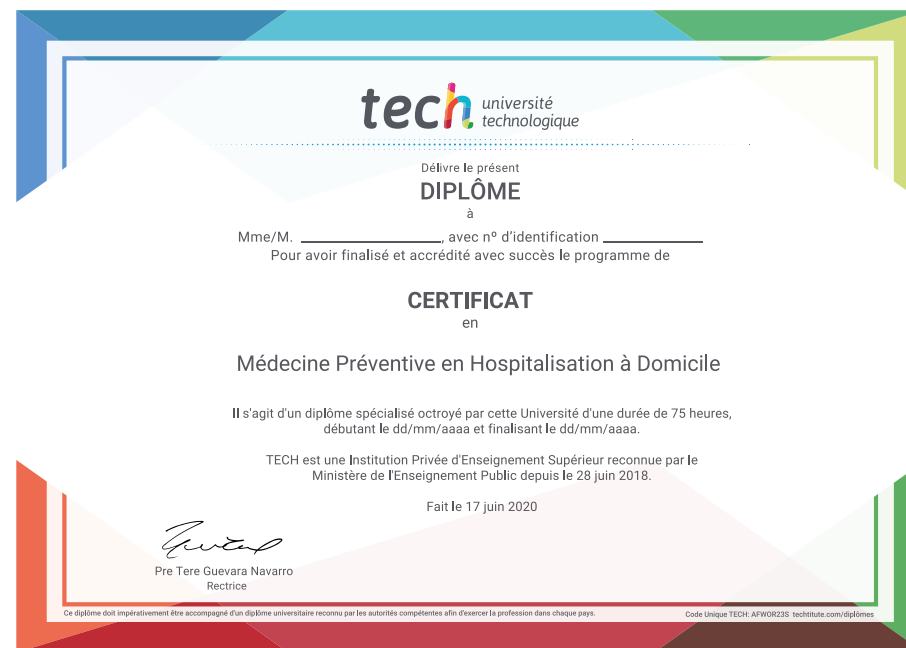 tech université
technologique
Délivre le présent
DIPLÔME
à
Mme/M. ____________________, avec nº d'identification ______________
Pour avoir finalisé et accrédité avec succès le programme de
CERTIFICAT
en
Médecine Préventive en Hospitalisation à Domicile
Il s'agit d'un diplôme spécialisé octroyé par cette Université d'une durée de 75 heures,
débutant le dd/mm/aaaa et finalisant le dd/mm/aaaa.
TECH est une Institution Privée d'Enseignement Supérieur reconnue par le
Ministère de l'Enseignement Public depuis le 28 juin 2018.
Fait le 17 juin 2020
Pre Tere Guevara Navarro
Rectrice
Ce diplôme doit impérativement être accompagné d'un diplôme universitaire reconnu par les autorités compétentes afin d'exercer la profession dans chaque pays.
Code Unique TECH: AFWOR23S techtitute.com/diplômes